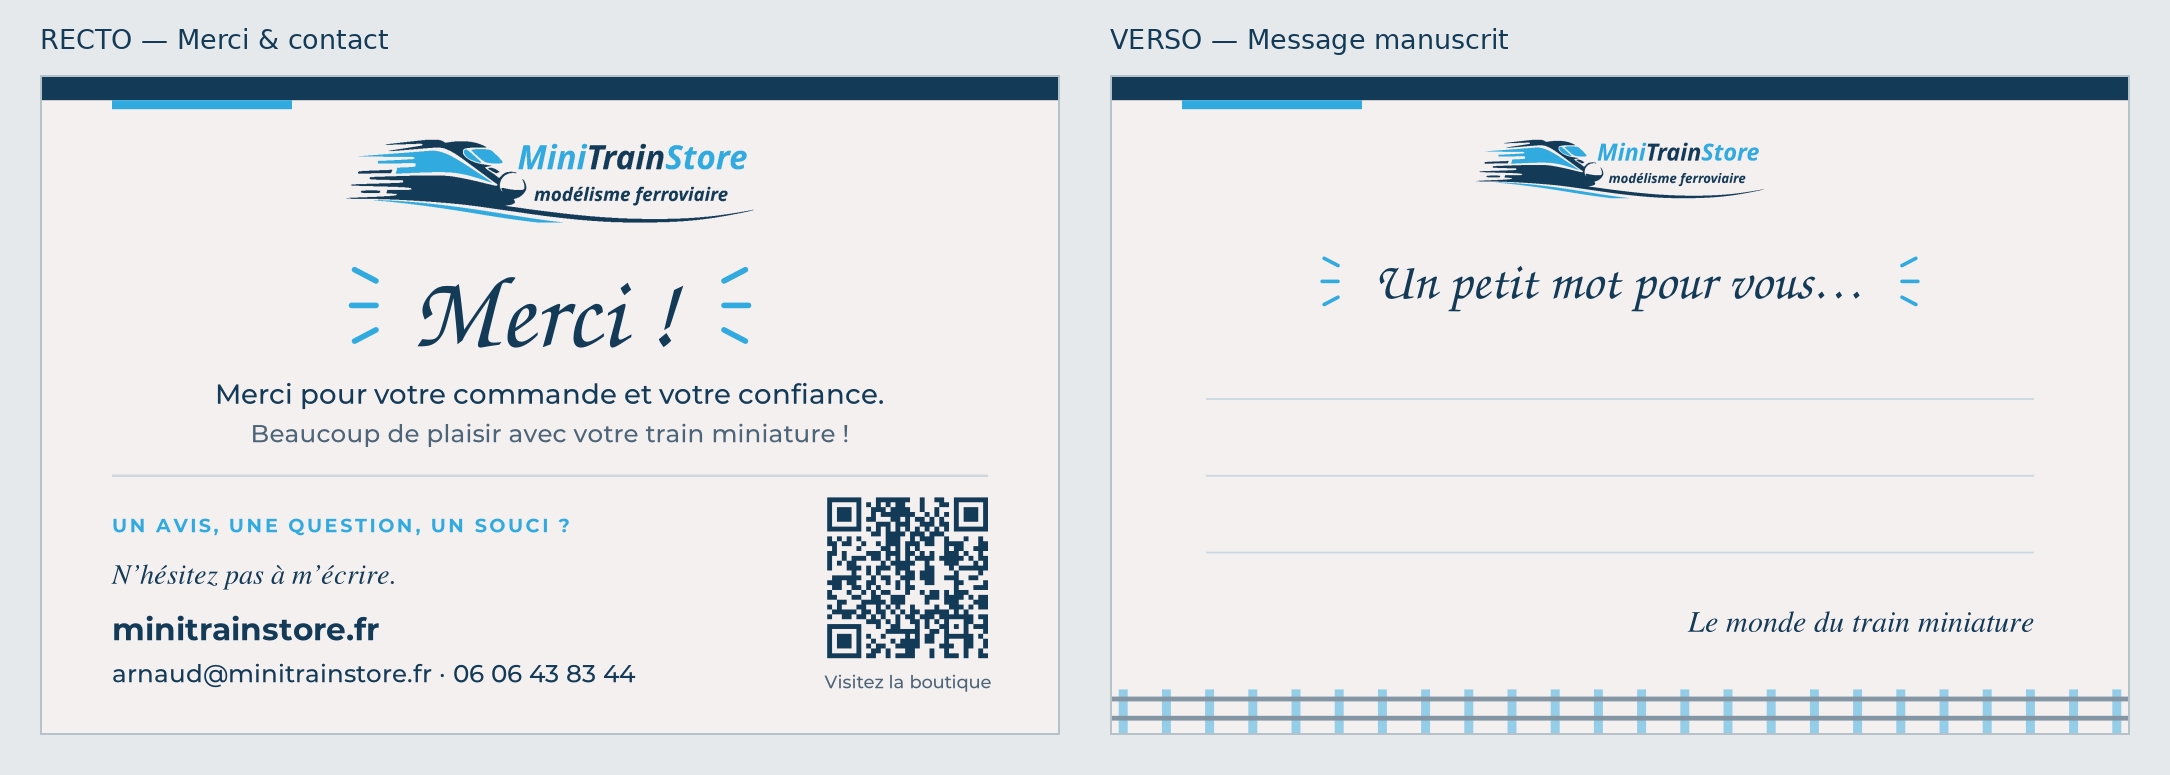 RECTO — Merci & contact
MiniTrainStore
modélisme ferroviaire
Merci !
Merci pour votre commande et votre confiance.
Beaucoup de plaisir avec votre train miniature !
UN AVIS, UNE QUESTION, UN SOUCI ?
N’hésitez pas à m’écrire.
minitrainstore.fr
arnaud@minitrainstore.fr · 06 06 43 83 44
Visitez la boutique
VERSO — Message manuscrit
MiniTrainStore
modélisme ferroviaire
Un petit mot pour vous…
Le monde du train miniature